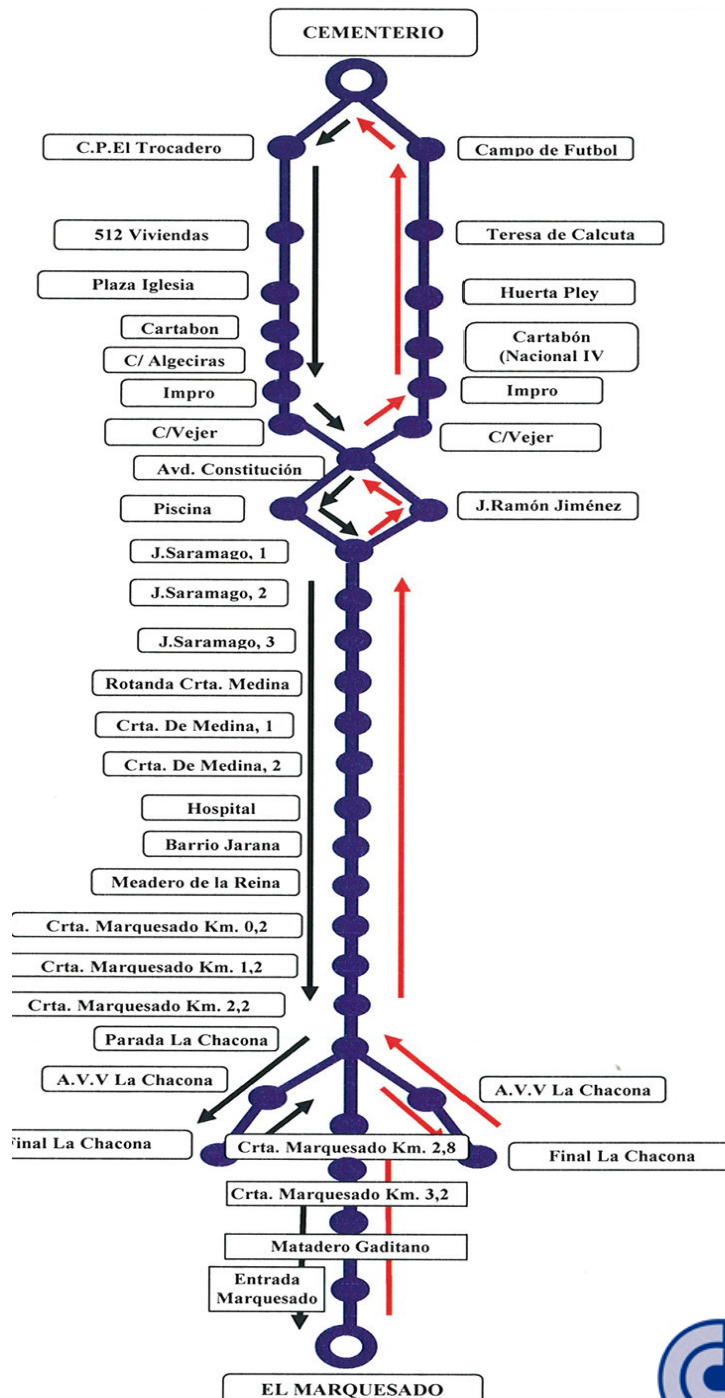 CEMENTERIO
C.P.El Trocadero
Campo de Futbol
512 Viviendas
Teresa de Calcuta
Plaza Iglesia
Huerta Pley
Cartabon
Cartabón
(Nacional IV
C/ Algeciras
Impro
Impro
C/Vejer
C/Vejer
Avd. Constitución
Piscina
J.Ramón Jiménez
J.Saramago, 1
J.Saramago, 2
J.Saramago, 3
Rotanda Crta. Medina
Crta. De Medina, 1
Crta. De Medina, 2
Hospital
Barrio Jarana
Meadero de la Reina
Crta. Marquesado Km. 0,2
Crta. Marquesado Km. 1,2
Crta. Marquesado Km. 2,2
Parada La Chacona
A.V.V La Chacona
A.V.V La Chacona
Final La Chacona
Crta. Marquesado Km. 2,8
Final La Chacona
Crta. Marquesado Km. 3,2
Matadero Gaditano
Entrada
Marquesado
EL MARQUESADO